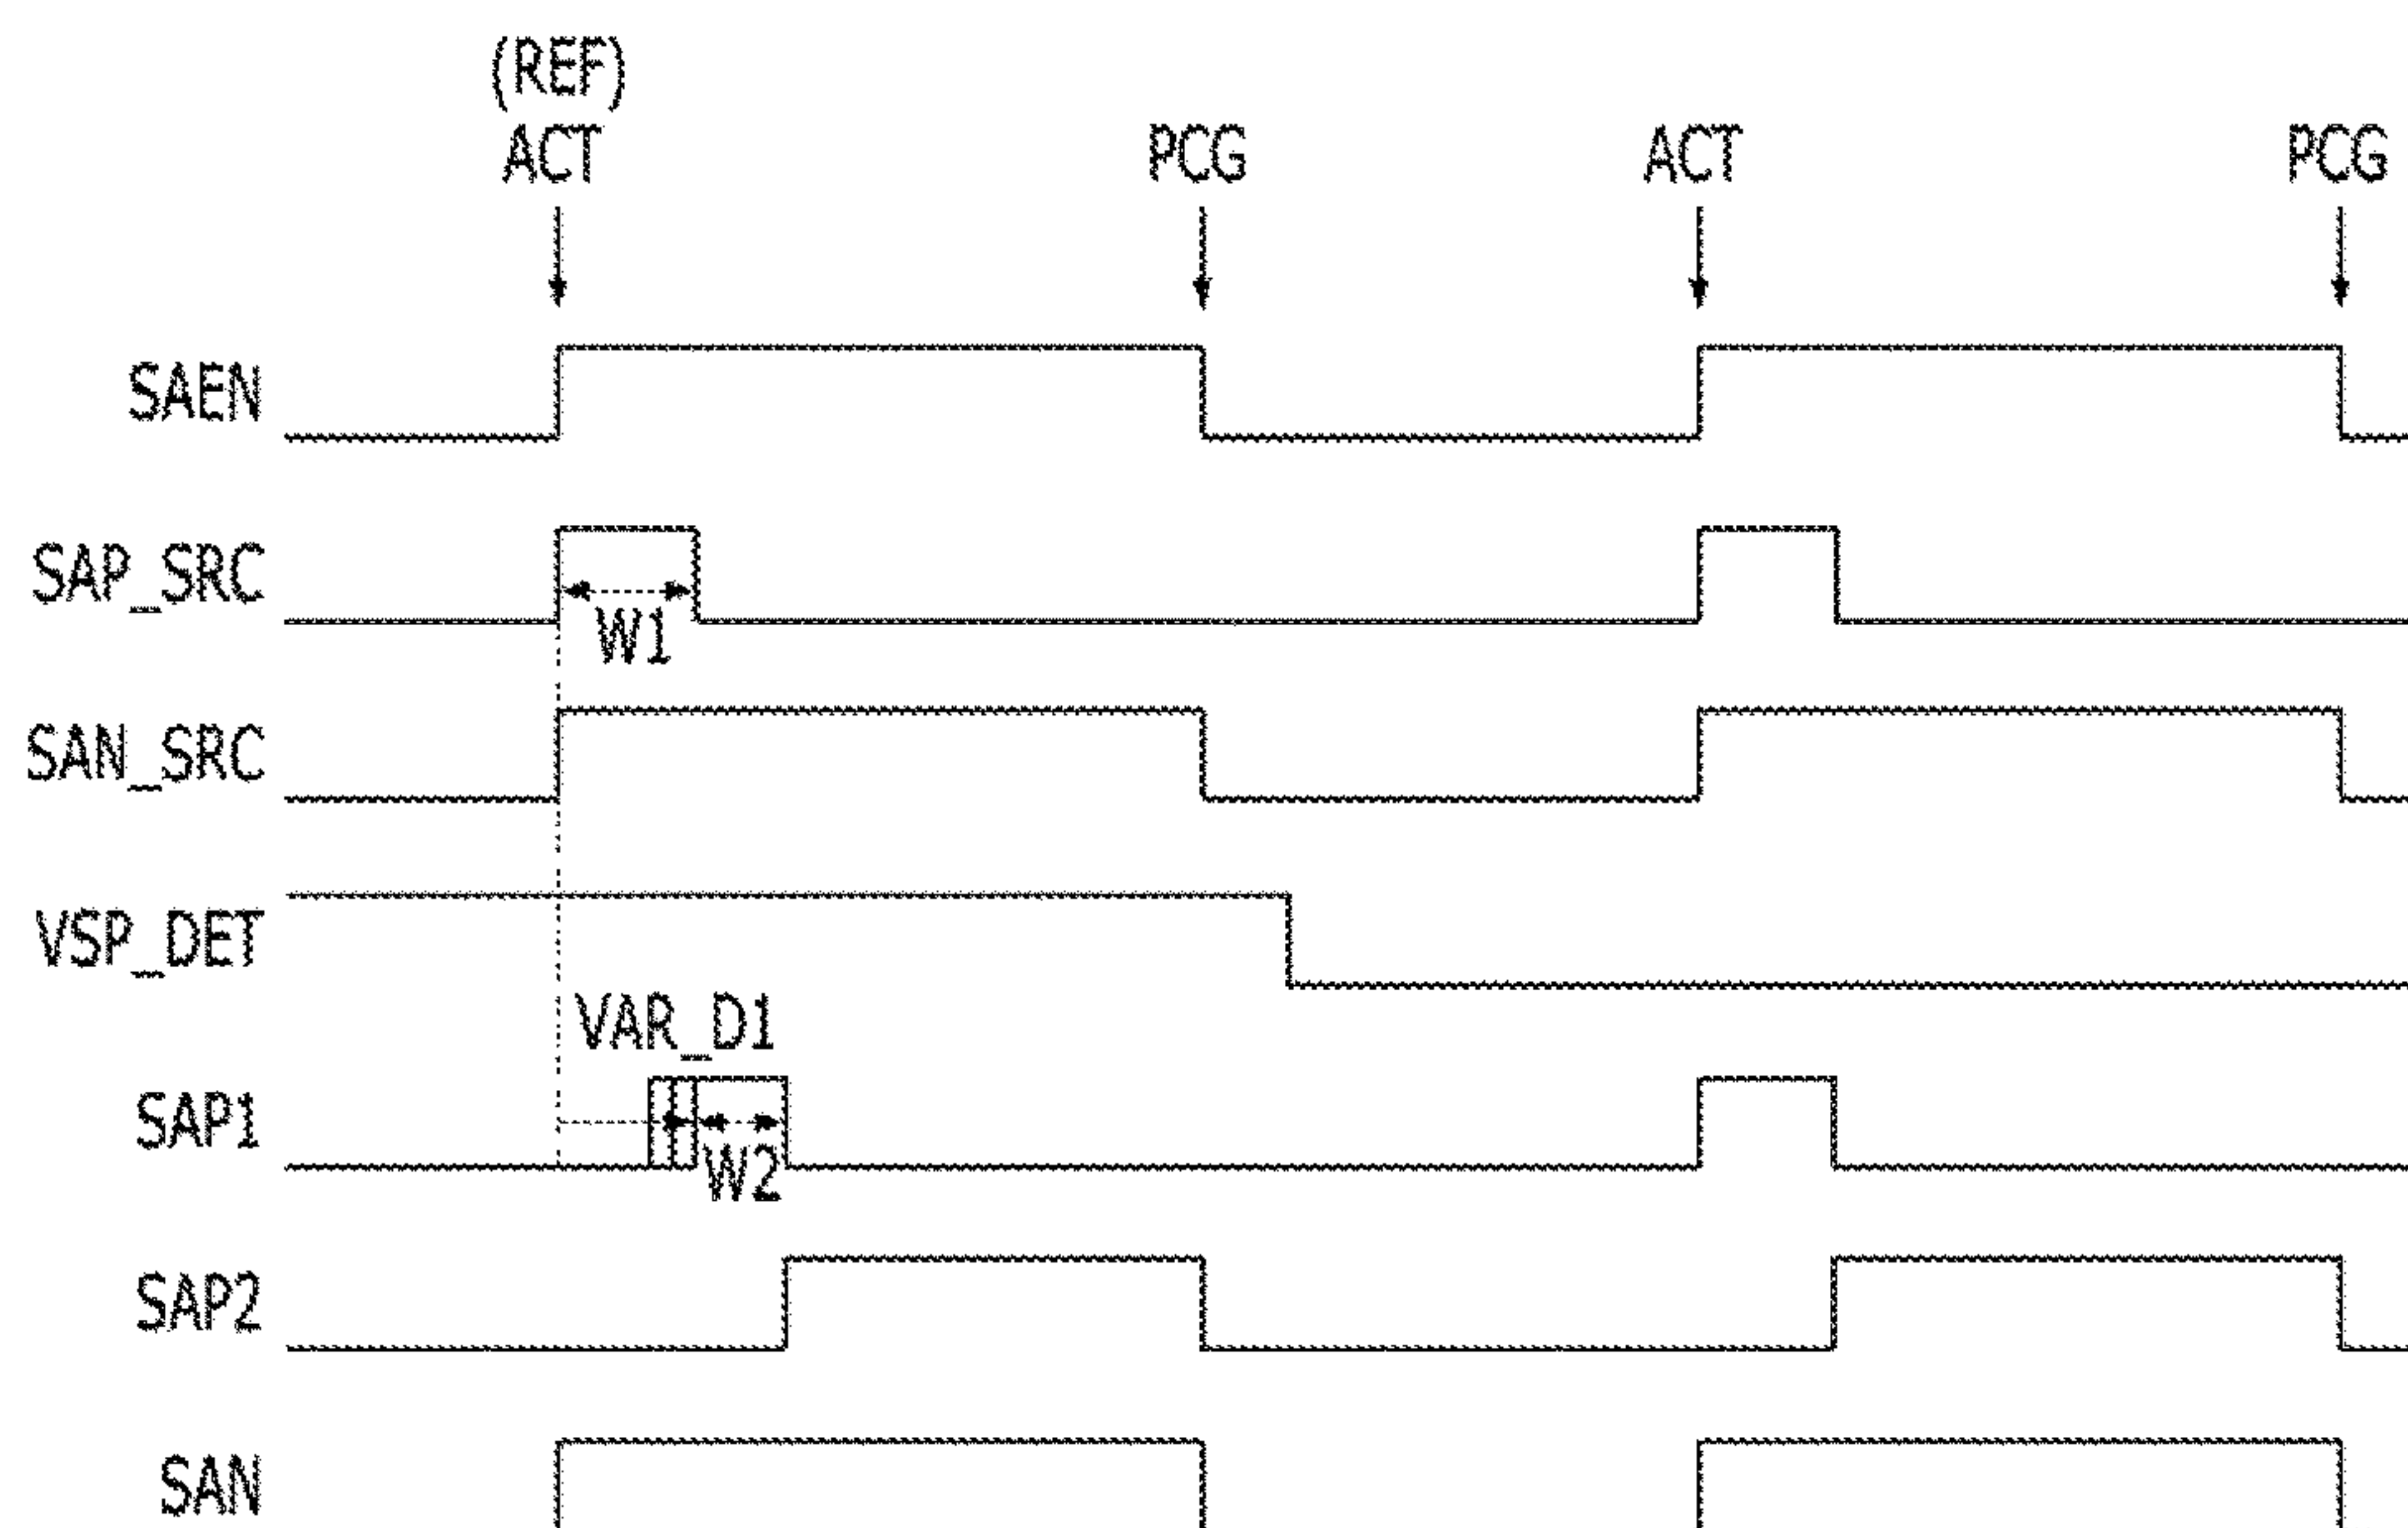 (REF)
ACT PCG ACT PCG
SAEN
SAP_SRC
W1
SAN_SRC
VSP_DET
VAR_D1
SAP1
W2
SAP2
SAN